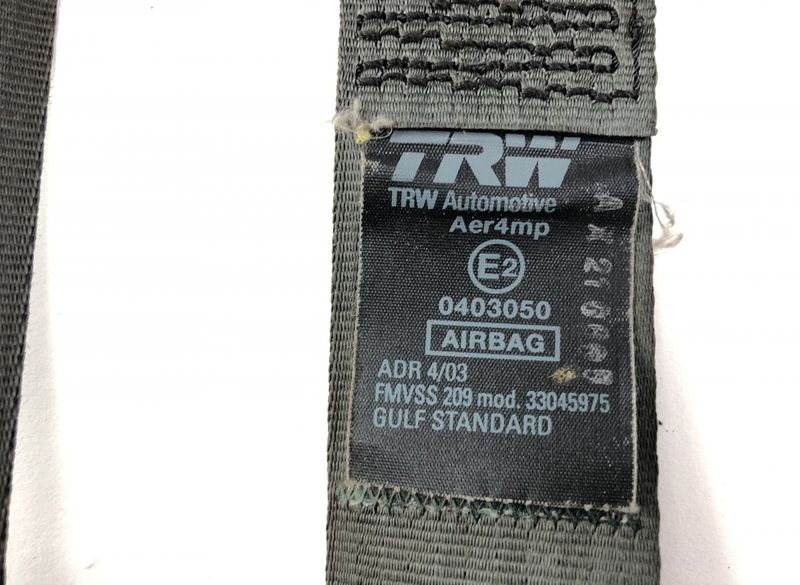 TRW
TRW Automotive
Aer4mp
E2
0403050
AIRBAG
ADR 4/03
FMVSS 209 mod. 33045975
GULF STANDARD